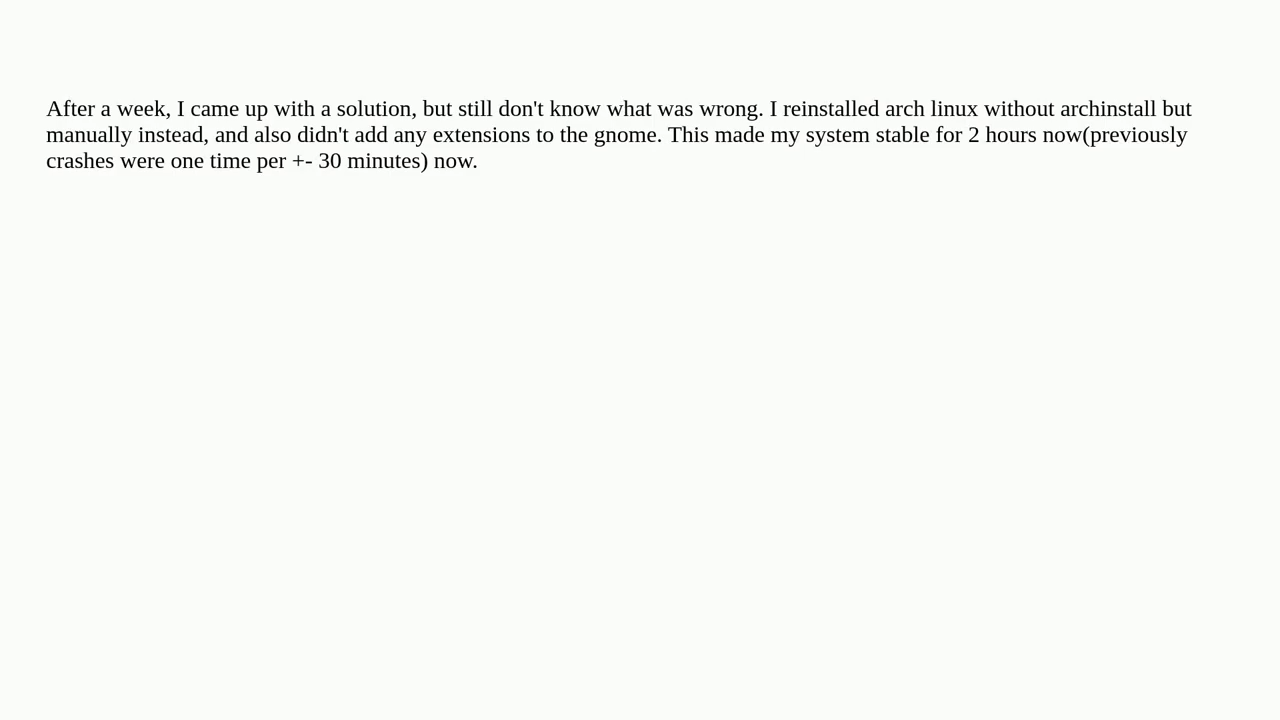 After a week, I came up with a solution, but still don't know what was wrong. I reinstalled arch linux without archinstall but
manually instead, and also didn't add any extensions to the gnome. This made my system stable for 2 hours now(previously
crashes were one time per +- 30 minutes) now.